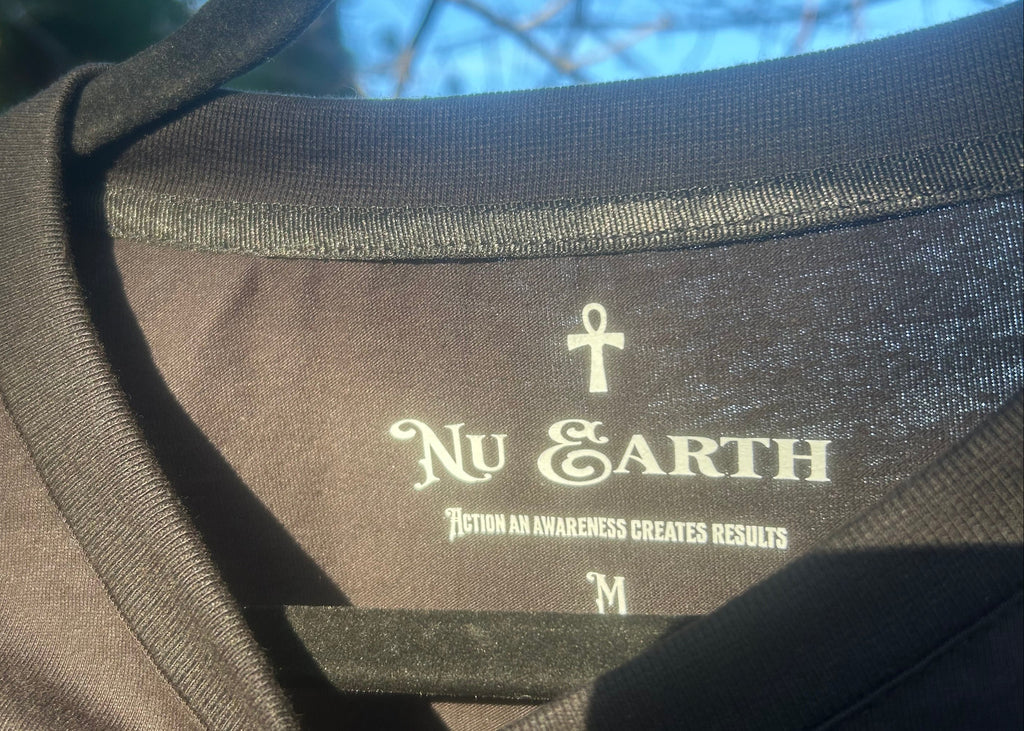 Nu Earth
Action an awareness creates results
M